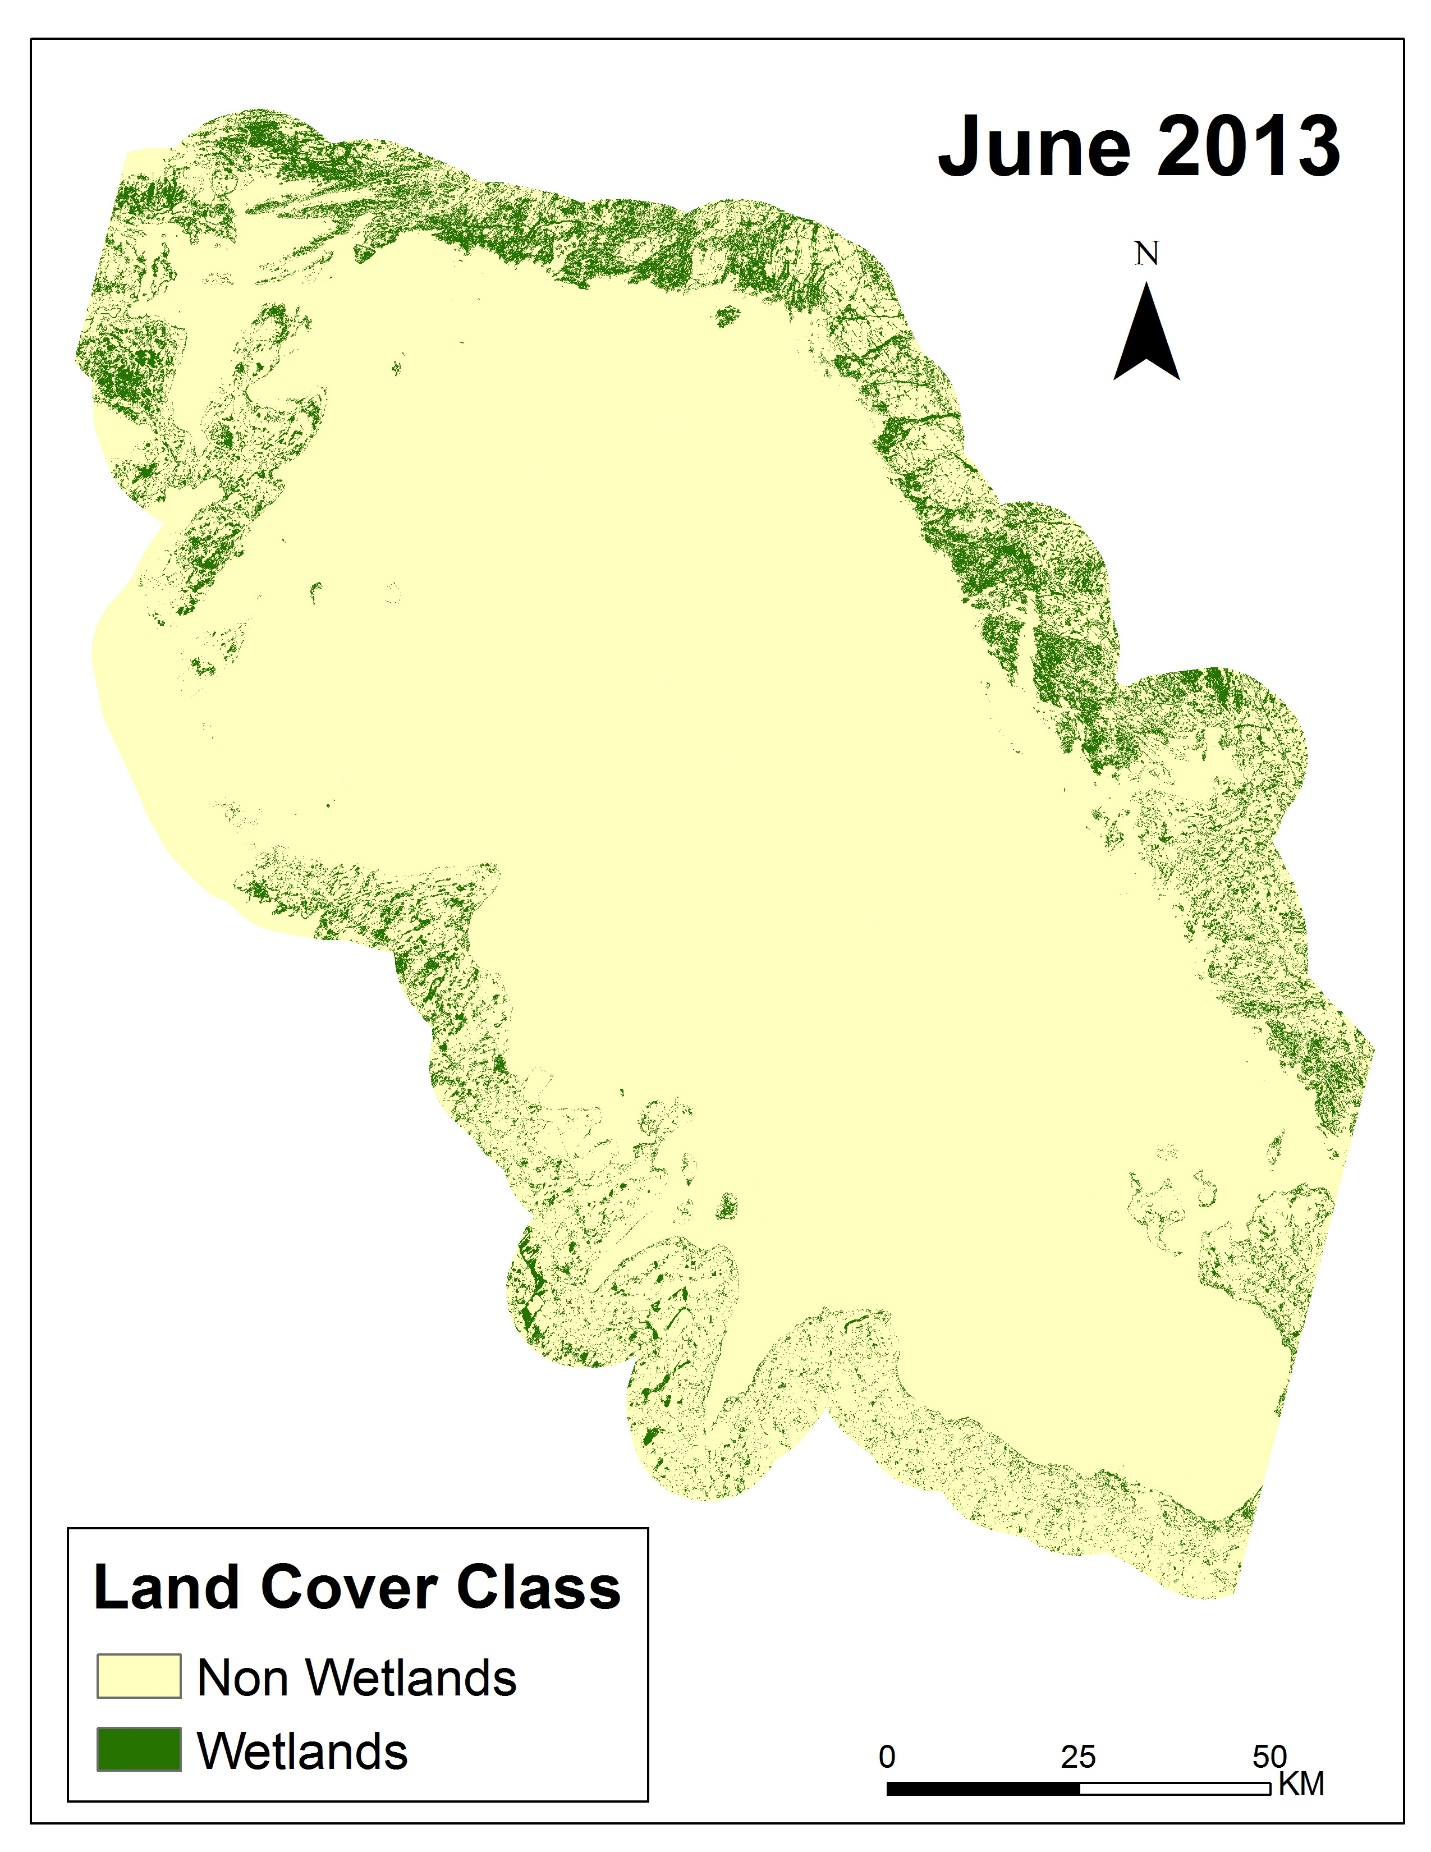 June 2013
N
Land Cover Class
Non Wetlands
Wetlands
0 25 50
KM